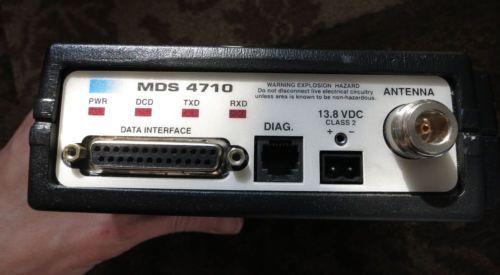 MDS 4710
WARNING EXPLOSION HAZARD
Do not disconnect live electrical circuitry
unless area is known to be non-hazardous.
ANTENNA
PWR DCD TXD RXD
DATA INTERFACE
DIAG.
13.8 VDC
CLASS 2
+ −